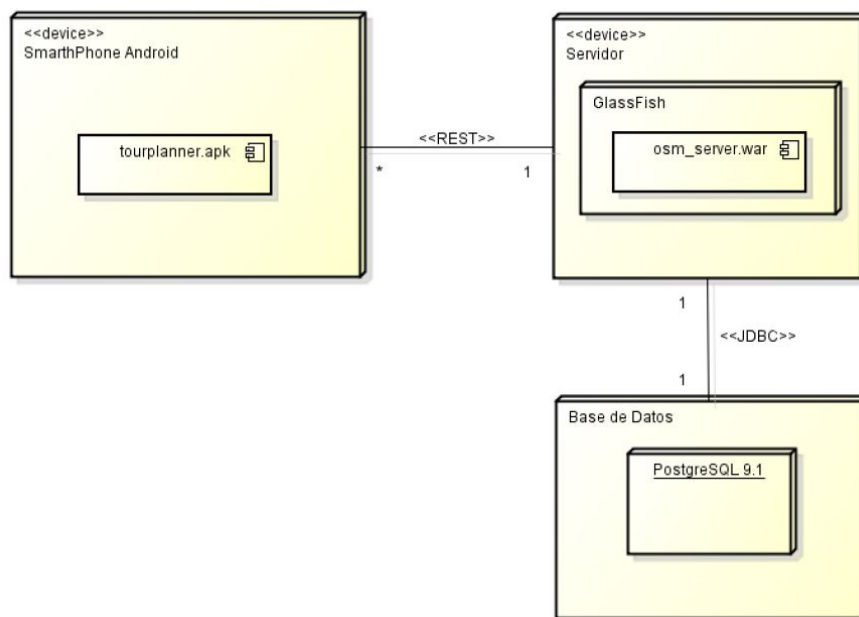 <<device>>
SmarthPhone Android
tourplanner.apk
<<REST>>
*
1
<<device>>
Servidor
GlassFish
osm_server.war
1
<<JDBC>>
1
Base de Datos
PostgreSQL 9.1